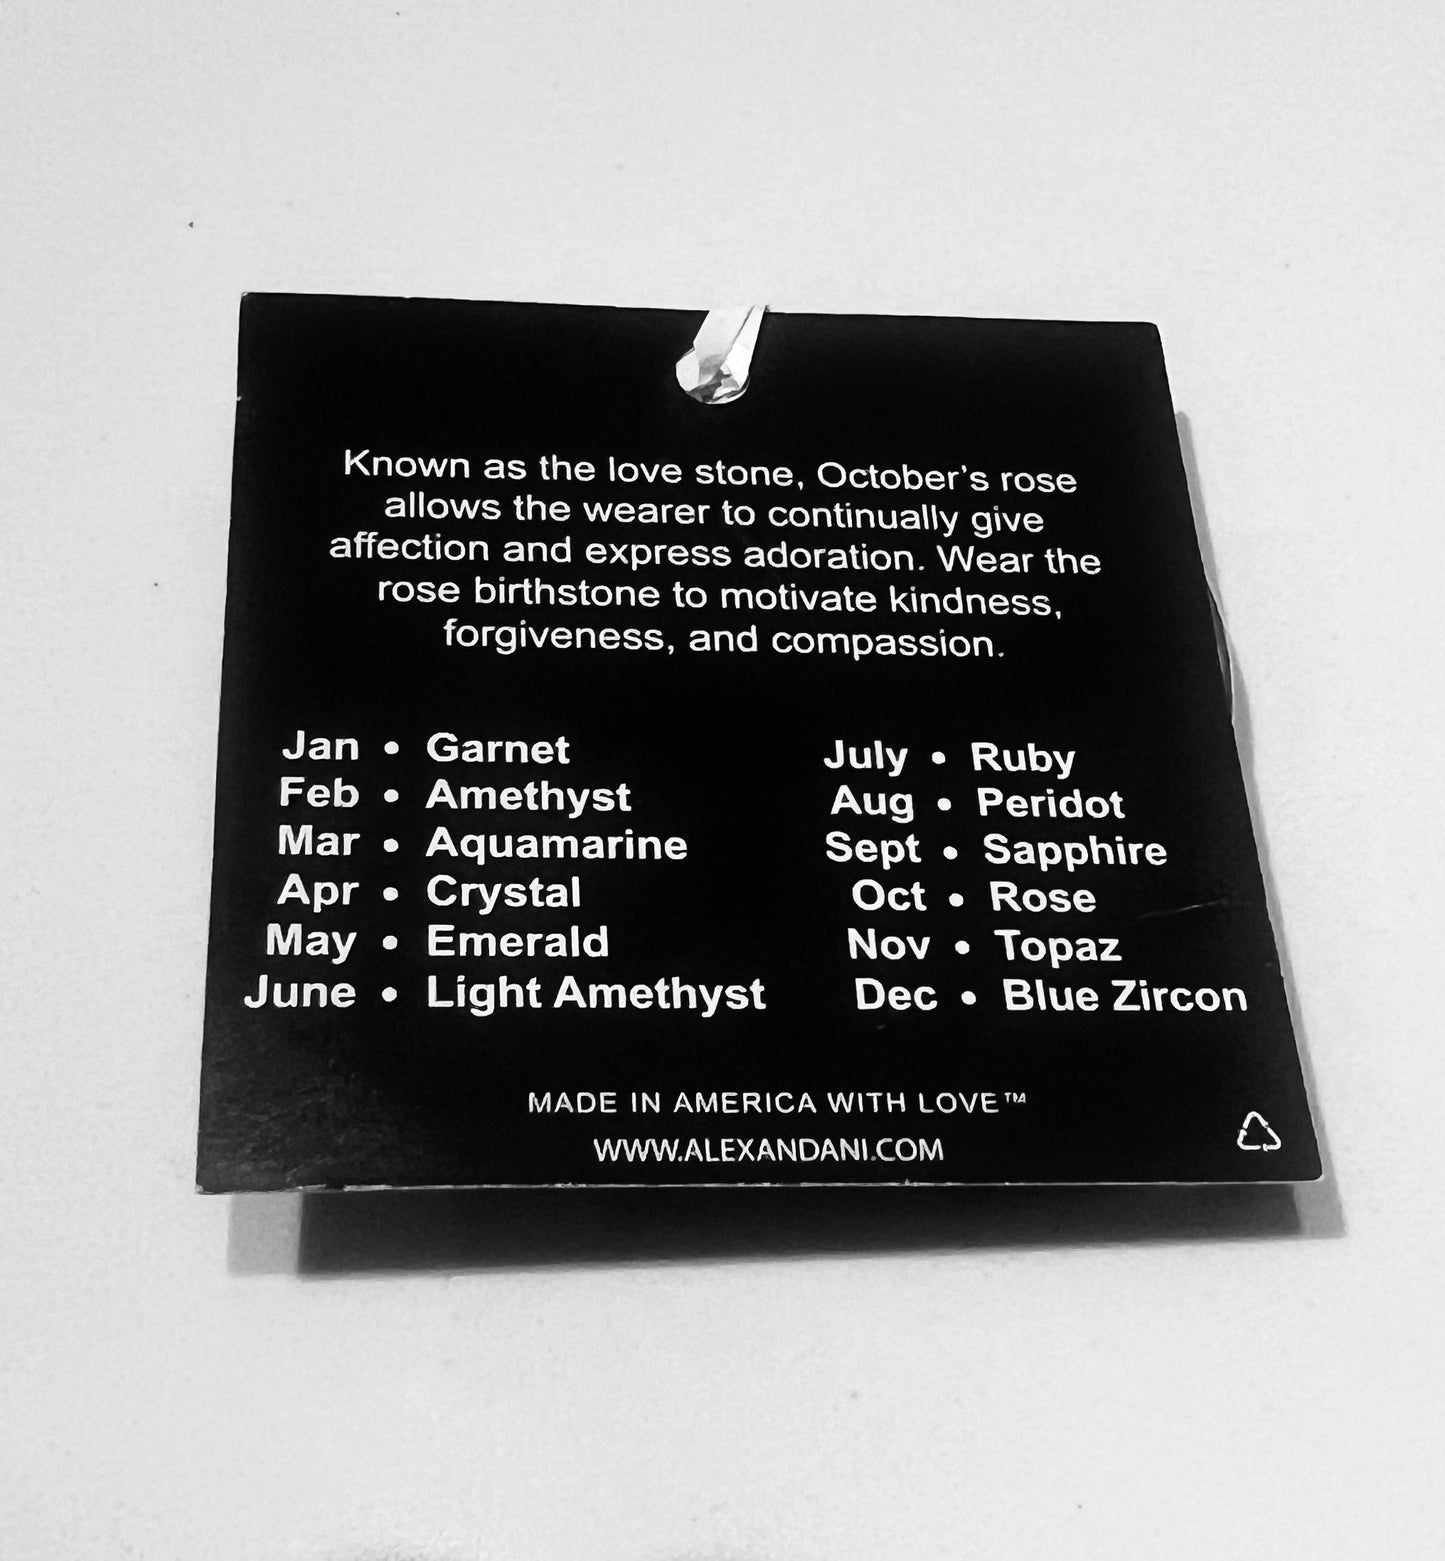 Known as the love stone, October's rose
allows the wearer to continually give
affection and express adoration. Wear the
rose birthstone to motivate kindness,
forgiveness, and compassion.
Jan • Garnet
Feb • Amethyst
Mar • Aquamarine
Apr • Crystal
May • Emerald
June • Light Amethyst
July • Ruby
Aug • Peridot
Sept • Sapphire
Oct • Rose
Nov • Topaz
Dec • Blue Zircon
MADE IN AMERICA WITH LOVE™
WWW.ALEXANDANI.COM